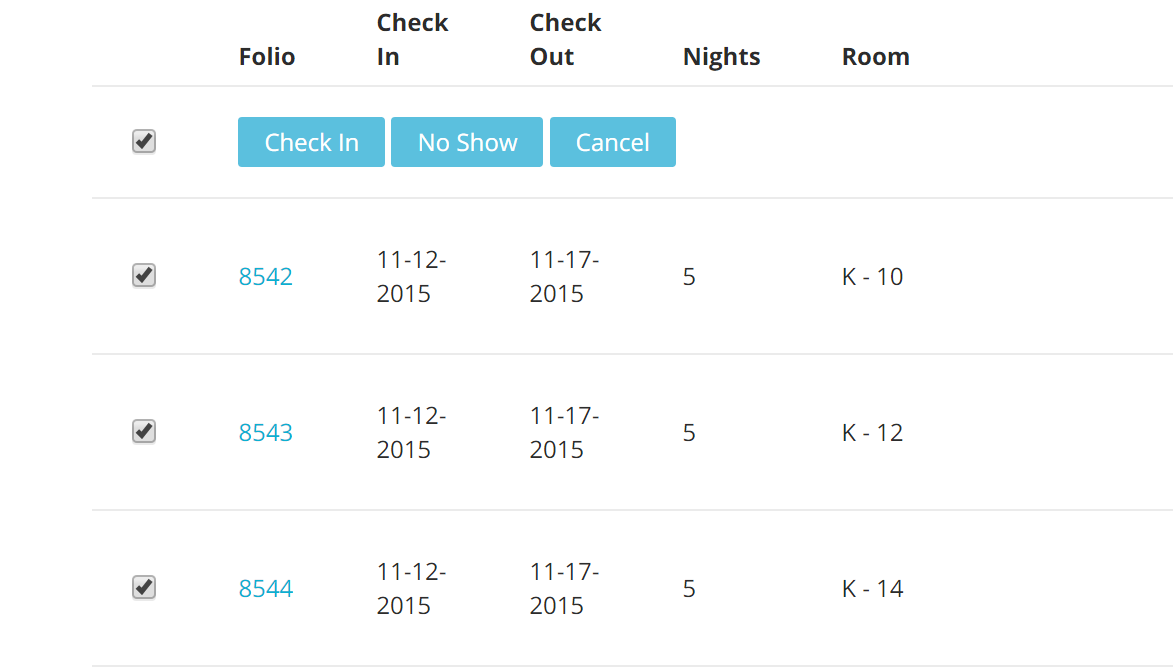 Folio Check In Check Out Nights Room
Check In No Show Cancel
8542 11-12-2015 11-17-2015 5 K - 10
8543 11-12-2015 11-17-2015 5 K - 12
8544 11-12-2015 11-17-2015 5 K - 14